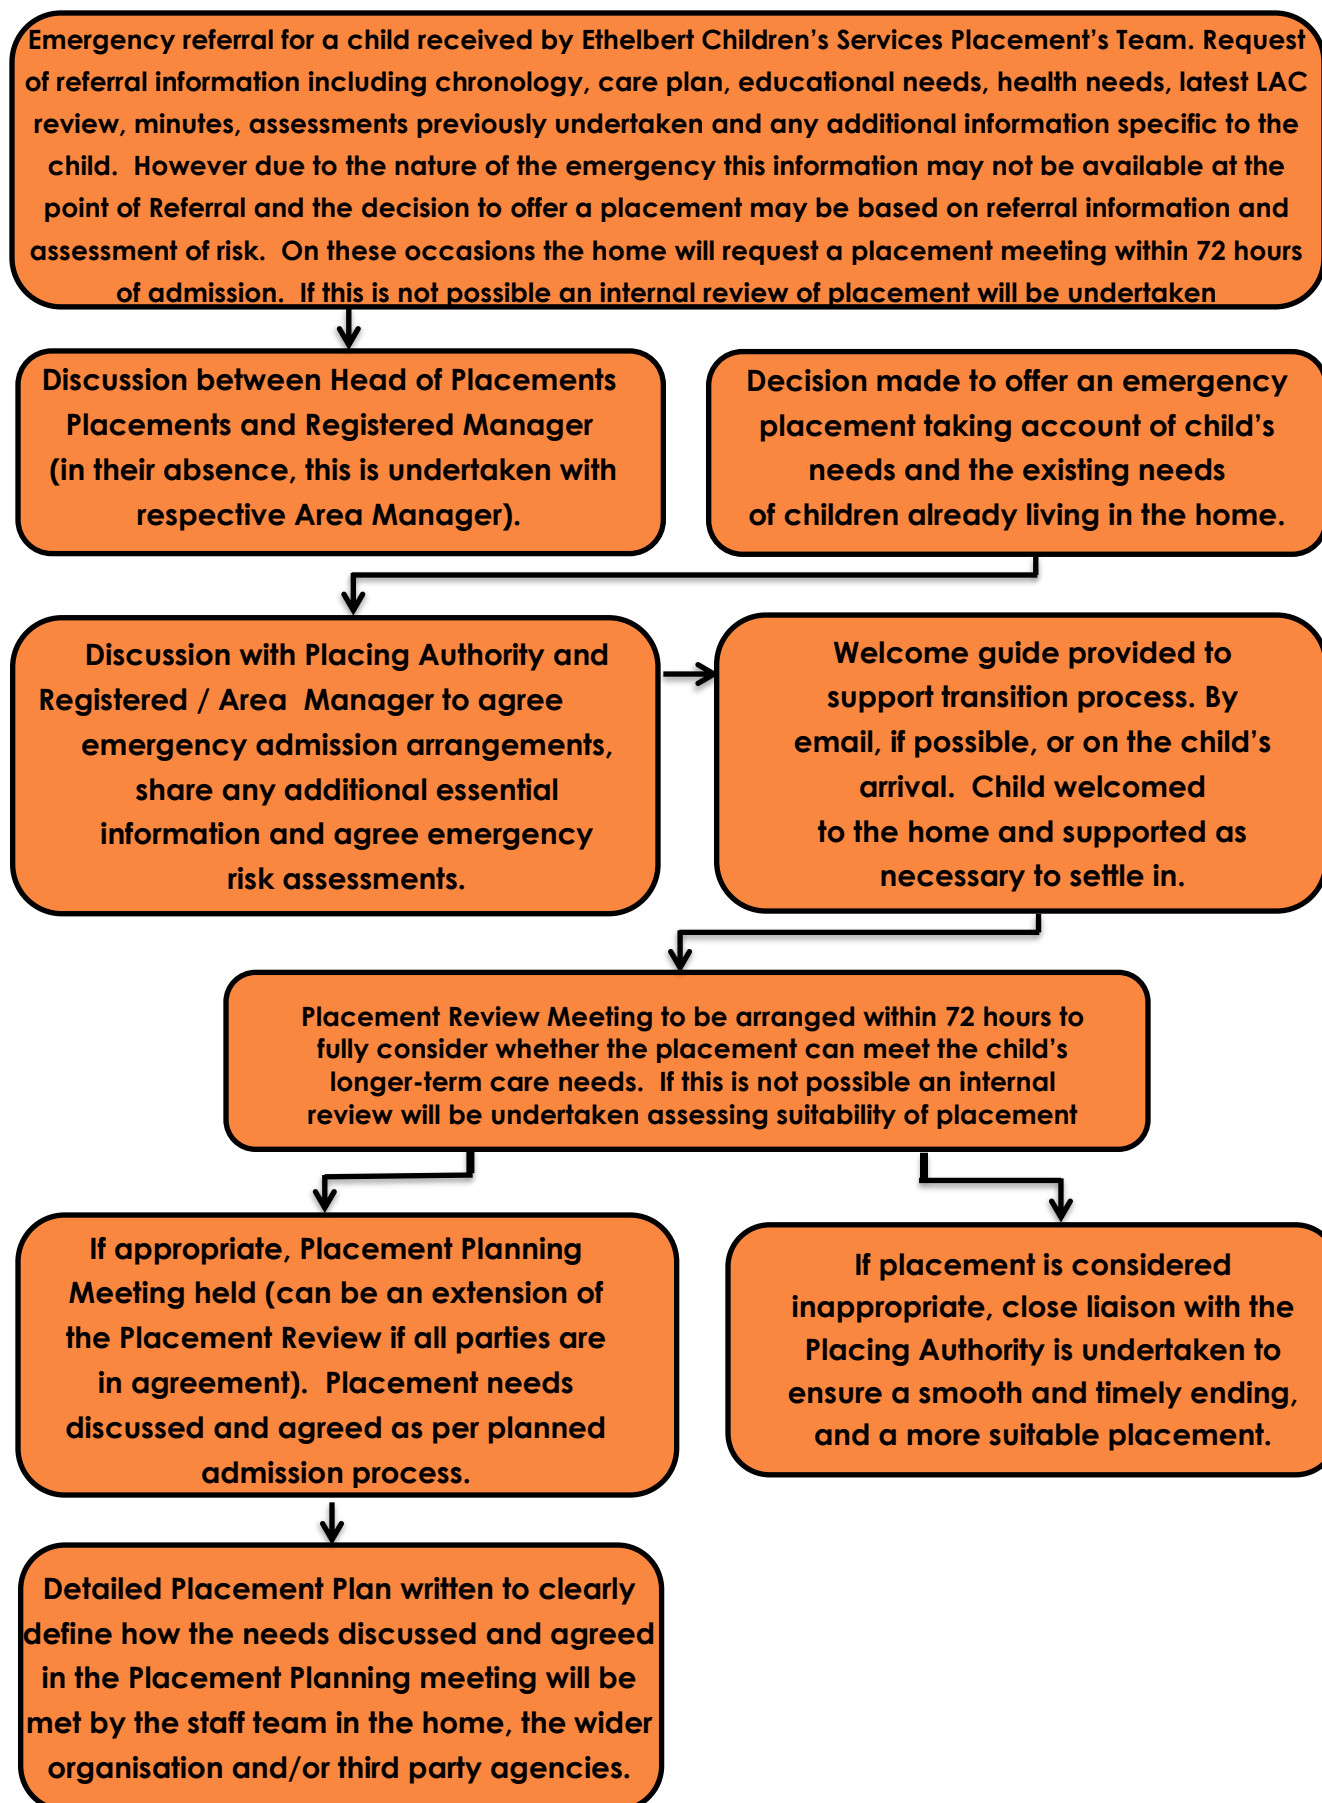 Emergency referral for a child received by Ethelbert Children’s Services Placement’s Team. Request
of referral information including chronology, care plan, educational needs, health needs, latest LAC
review, minutes, assessments previously undertaken and any additional information specific to the
child.  However due to the nature of the emergency this information may not be available at the
point of Referral and the decision to offer a placement may be based on referral information and
assessment of risk.  On these occasions the home will request a placement meeting within 72 hours
of admission.  If this is not possible an internal review of placement will be undertaken
Discussion between Head of Placements
Placements and Registered Manager
(in their absence, this is undertaken with
respective Area Manager).
Decision made to offer an emergency
placement taking account of child’s
needs and the existing needs
of children already living in the home.
Discussion with Placing Authority and
Registered / Area  Manager to agree
emergency admission arrangements,
share any additional essential
information and agree emergency
risk assessments.
Welcome guide provided to
support transition process. By
email, if possible, or on the child’s
arrival.  Child welcomed
to the home and supported as
necessary to settle in.
Placement Review Meeting to be arranged within 72 hours to
fully consider whether the placement can meet the child’s
longer-term care needs.  If this is not possible an internal
review will be undertaken assessing suitability of placement
If appropriate, Placement Planning
Meeting held (can be an extension of
the Placement Review if all parties are
in agreement).  Placement needs
discussed and agreed as per planned
admission process.
If placement is considered
inappropriate, close liaison with the
Placing Authority is undertaken to
ensure a smooth and timely ending,
and a more suitable placement.
Detailed Placement Plan written to clearly
define how the needs discussed and agreed
in the Placement Planning meeting will be
met by the staff team in the home, the wider
organisation and/or third party agencies.